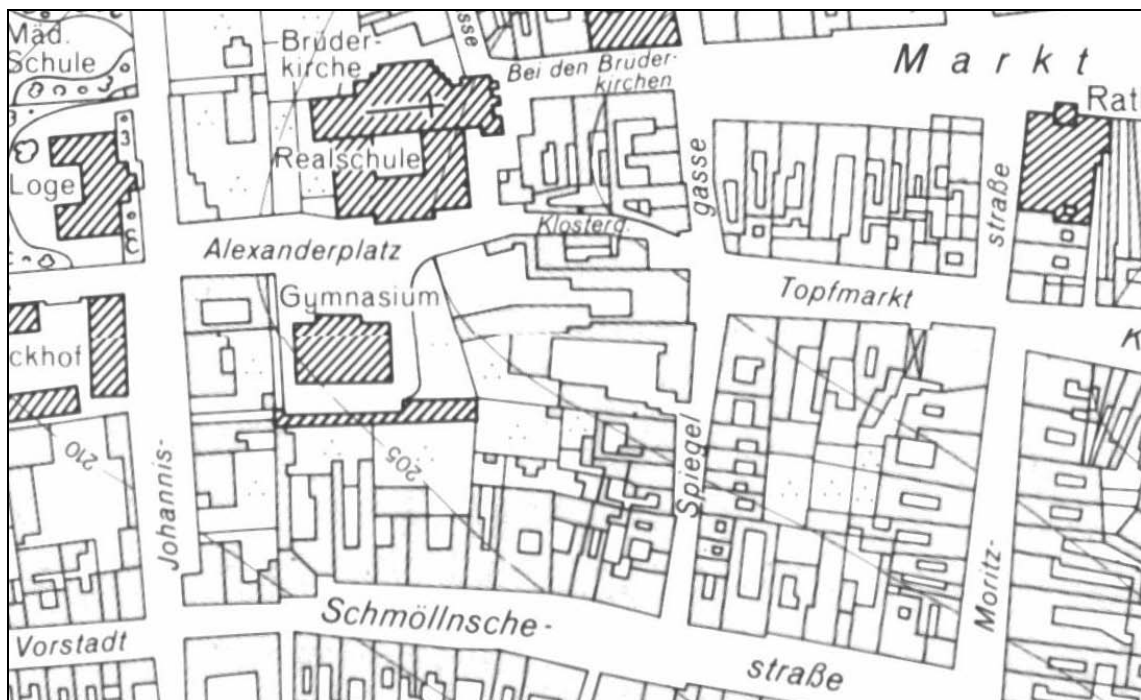 Mäd.
Schule
Brüder-
kirche
sse
Bei den Brüder-
kirchen
Markt
Rat
Loge
Realschule
gasse
straße
Klosterg.
Alexanderplatz
Topfmarkt
Gymnasium
K
ckhof
210
205
Johannis-
Spiegel
Moritz-
Vorstadt
Schmöllnsche-
straße